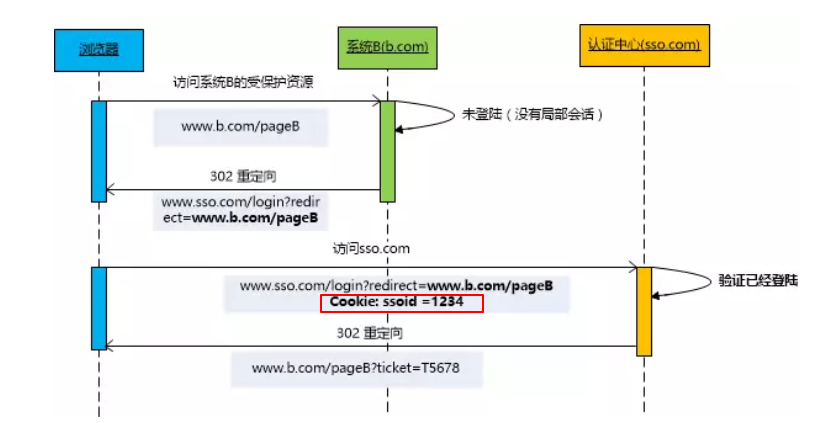 浏览器
系统B(b.com)
认证中心(sso.com)
访问系统B的受保护资源
未登陆（没有局部会话）
www.b.com/pageB
302 重定向
www.sso.com/login?redir
ect=www.b.com/pageB
访问sso.com
www.sso.com/login?redirect=www.b.com/pageB
Cookie: ssoid =1234
验证已经登陆
302 重定向
www.b.com/pageB?ticket=T5678